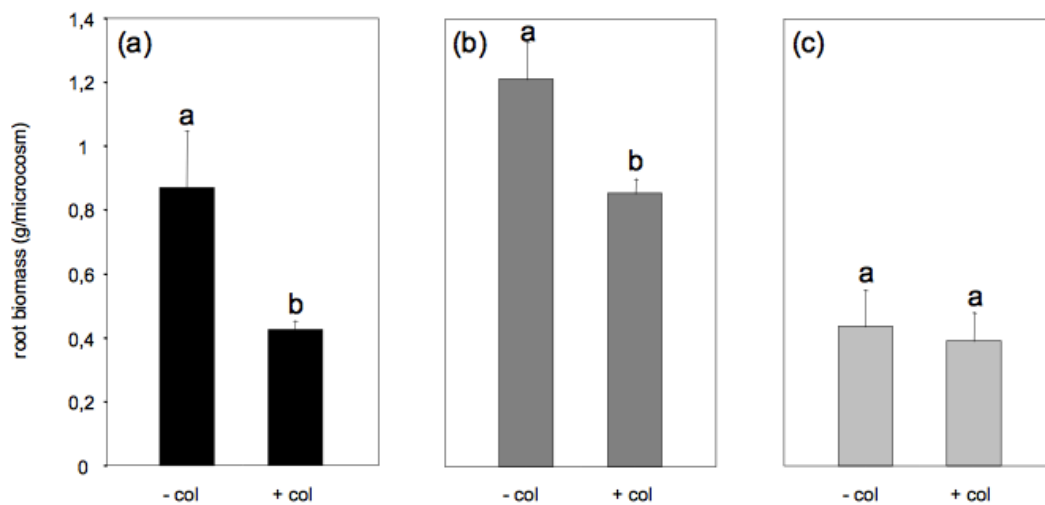 root biomass (g/microcosm)
1,4
1,2
1
0,8
0,6
0,4
0,2
0
(a)
a
b
- col
+ col
(b)
a
b
- col
+ col
(c)
a
a
- col
+ col